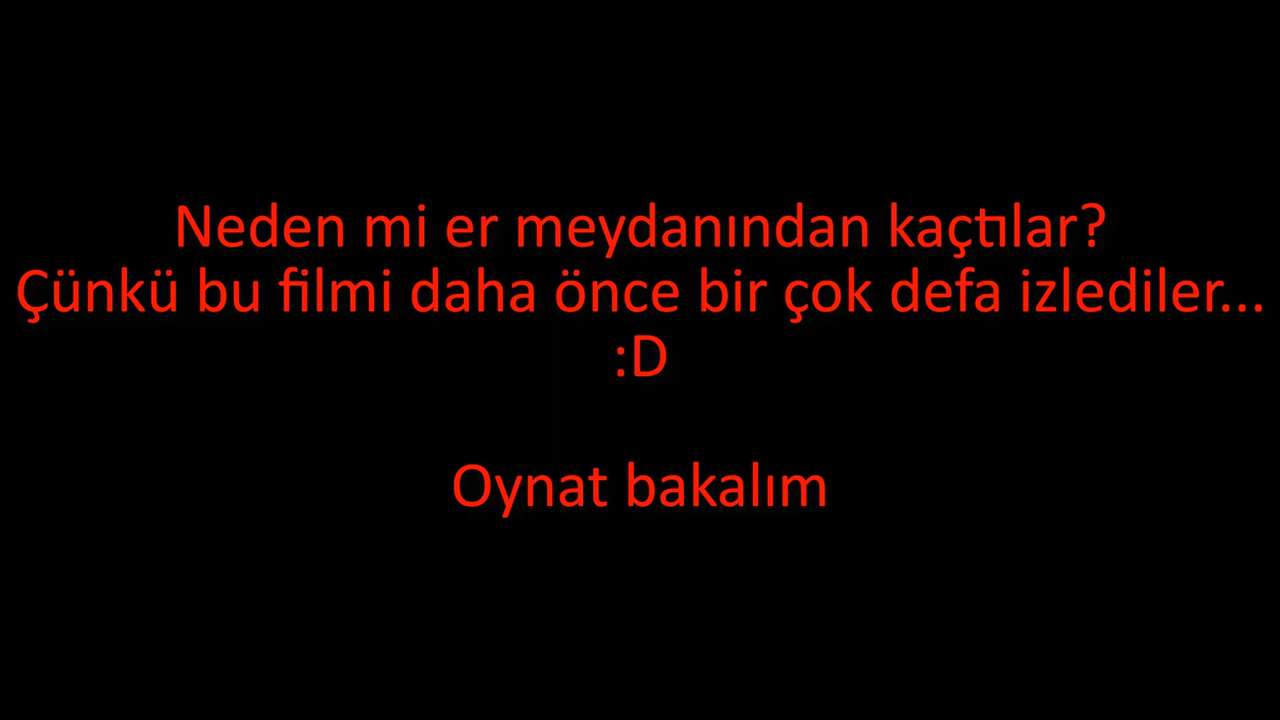 Neden mi er meydanından kaçtılar?
Çünkü bu filmi daha önce bir çok defa izlediler...
:D
Oynat bakalım